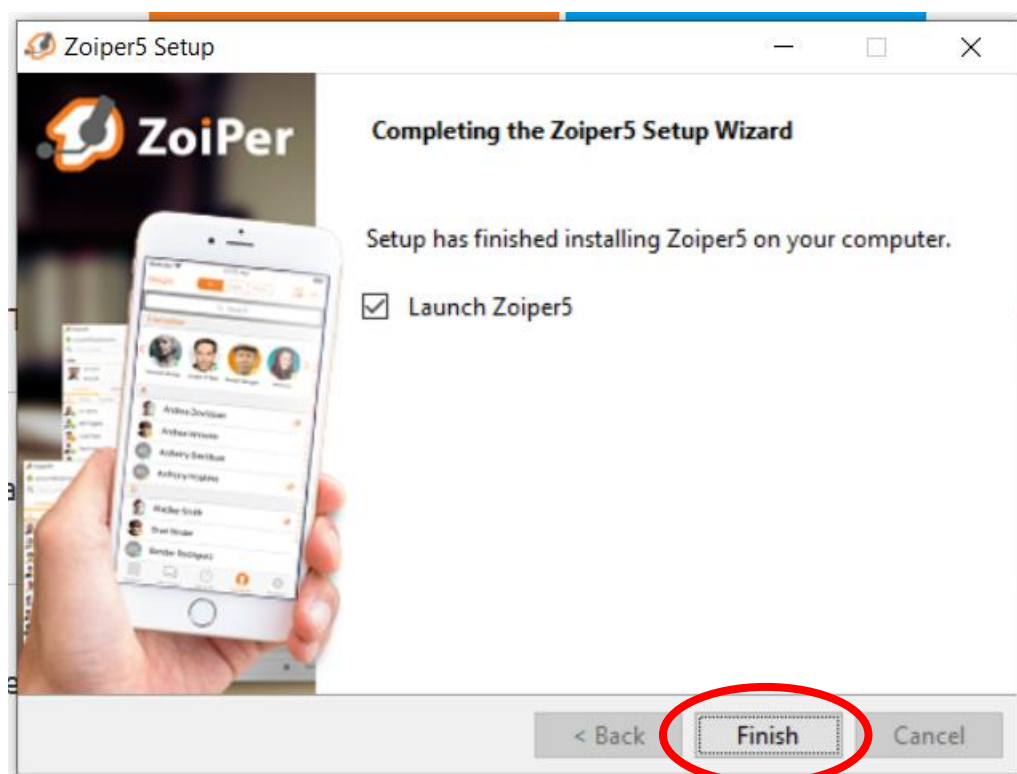 Zoiper5 Setup
ZoiPer
Completing the Zoiper5 Setup Wizard
Setup has finished installing Zoiper5 on your computer.
Launch Zoiper5
< Back
Finish
Cancel